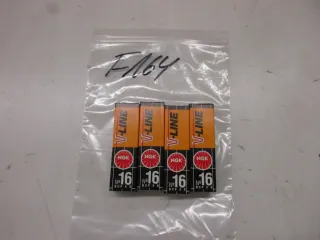 F164
V-LINE V-LINE V-LINE V-LINE
NGK NGK NGK NGK
16 16 16 16